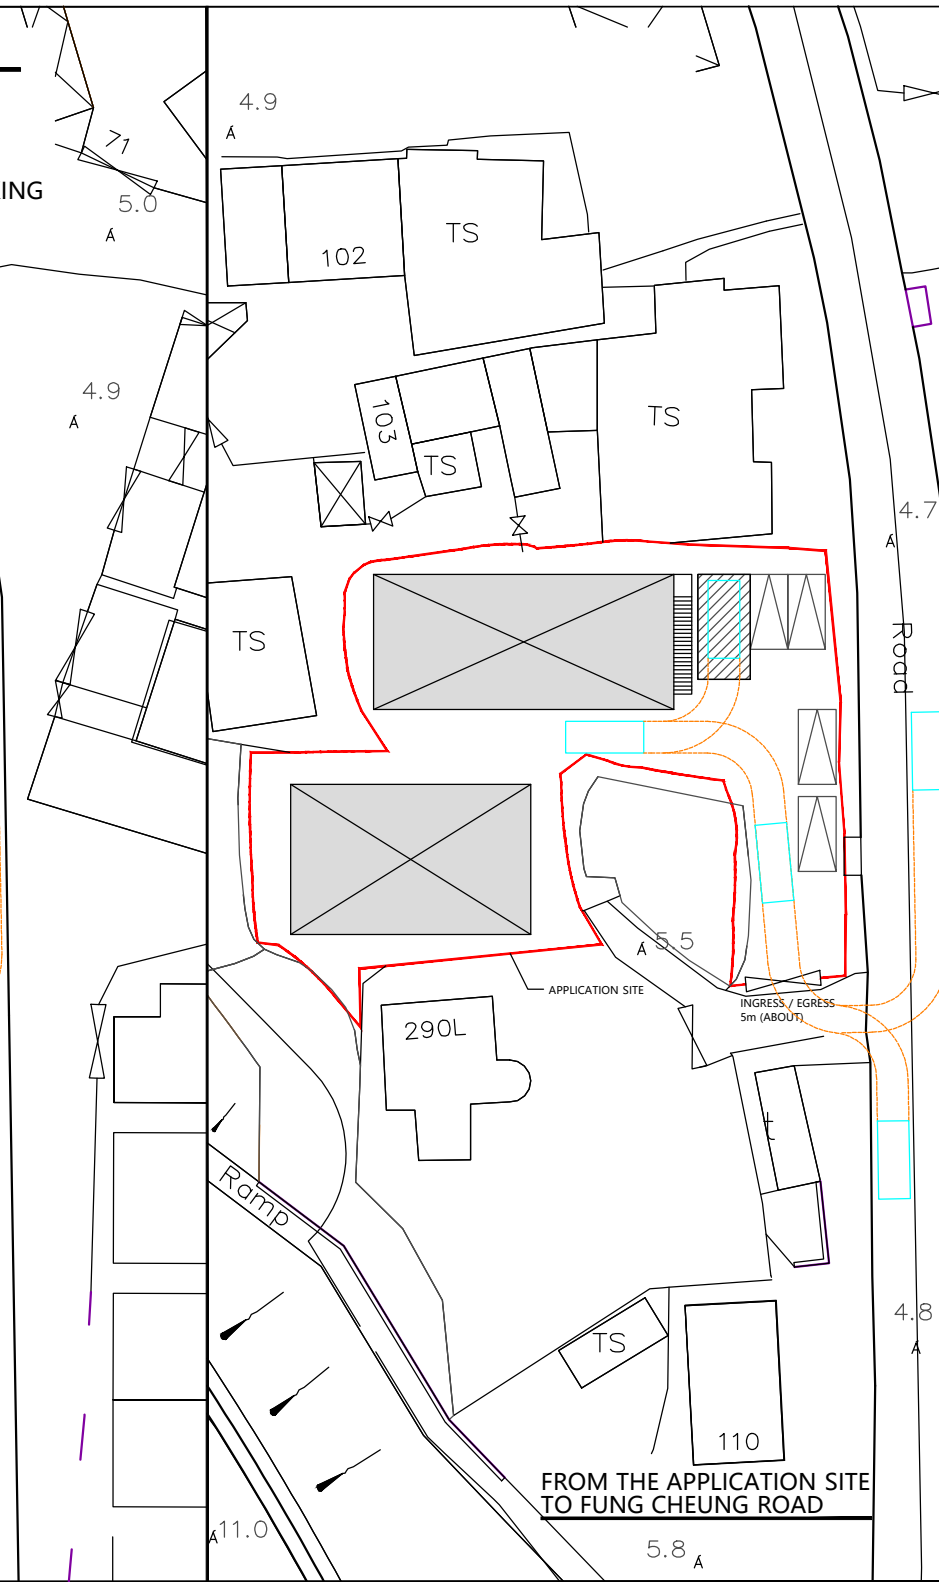 4.9
71
ING
5.0
TS
102
4.9
TS
103
TS
4.7
TS
Road
5.5
APPLICATION SITE
INGRESS / EGRESS
5m (ABOUT)
290L
Ramp
4.8
TS
110
FROM THE APPLICATION SITE
TO FUNG CHEUNG ROAD
11.0
5.8